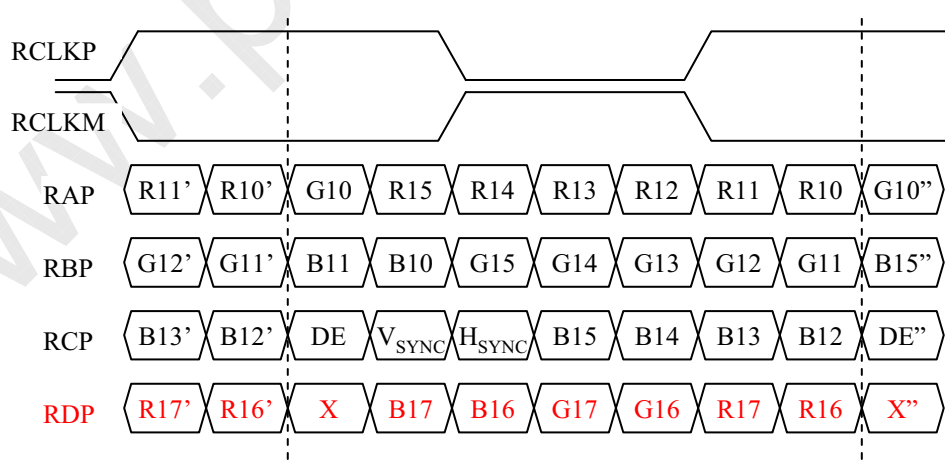 RCLKP
RCLKM
RAP R11’ R10’ G10 R15 R14 R13 R12 R11 R10 G10”
RBP G12’ G11’ B11 B10 G15 G14 G13 G12 G11 B15”
RCP B13’ B12’ DE VSYNC HSYNC B15 B14 B13 B12 DE”
RDP R17’ R16’ X B17 B16 G17 G16 R17 R16 X”